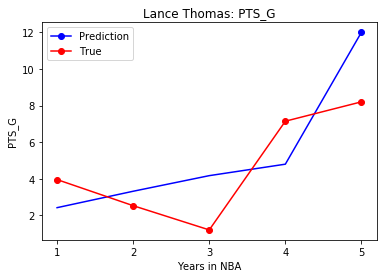 Lance Thomas: PTS_G
Prediction
True
12
10
8
6
4
2
PTS_G
1 2 3 4 5
Years in NBA